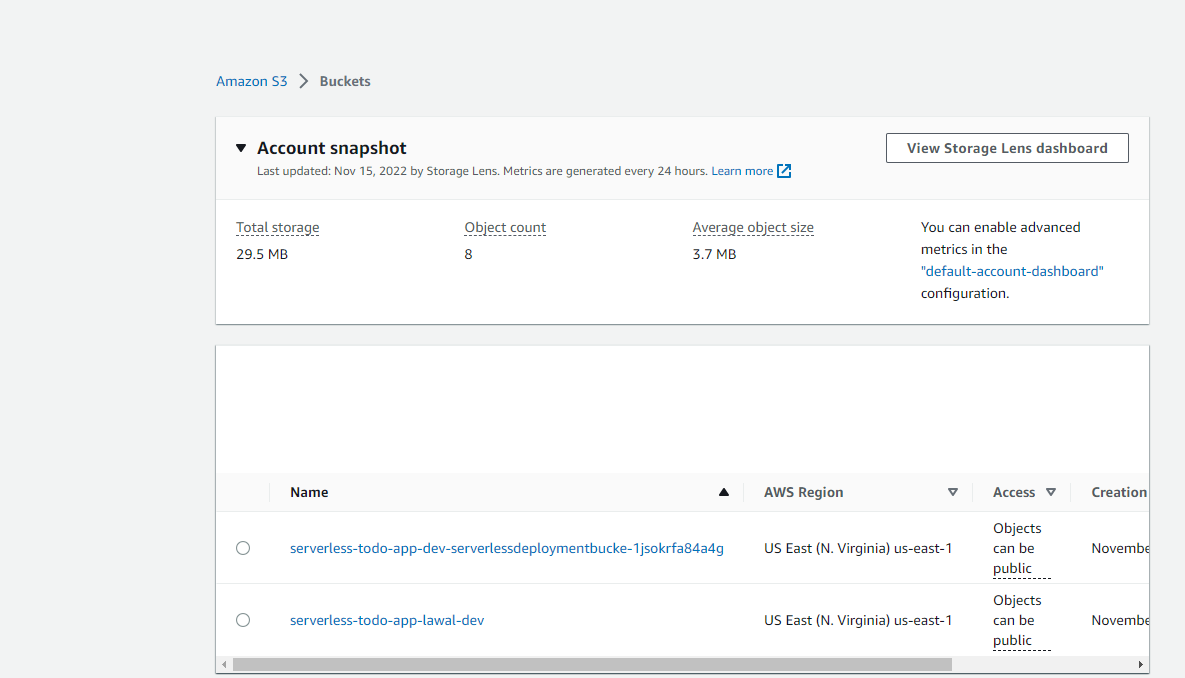 Amazon S3 > Buckets
Account snapshot
View Storage Lens dashboard
Last updated: Nov 15, 2022 by Storage Lens. Metrics are generated every 24 hours. Learn more
Total storage
29.5 MB
Object count
8
Average object size
3.7 MB
You can enable advanced
metrics in the
"default-account-dashboard"
configuration.
Name AWS Region Access Creation
serverless-todo-app-dev-serverlessdeploymentbucke-1jsokrfa84a4g US East (N. Virginia) us-east-1 Objects
can be
public Novembe
serverless-todo-app-lawal-dev US East (N. Virginia) us-east-1 Objects
can be
public Novembe